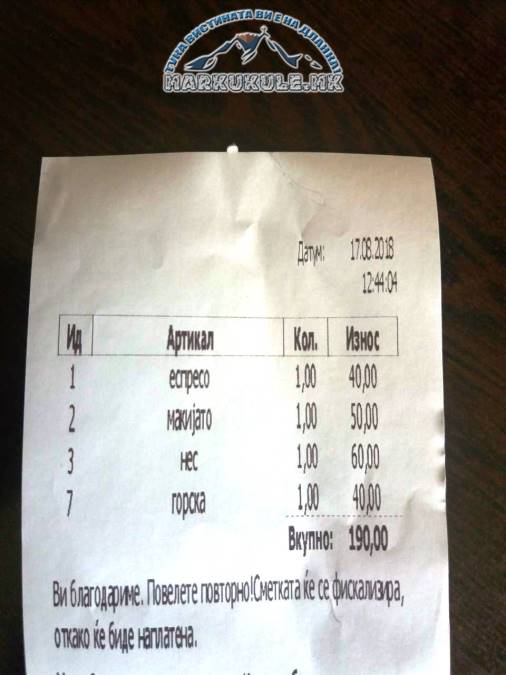 ТУКА ВИСТИНАТА ВИ Е НА ДЛАНКА!
MARKUKULE.MK
Датум: 17.08.2018
12:44:04
Ид Артикал Кол. Износ
1 еспресо 1,00 40,00
2 макијато 1,00 50,00
3 нес 1,00 60,00
7 горска 1,00 40,00
Вкупно: 190,00
Ви благодариме. Повелете повторно!Сметката ќе се фискализира,
откако ќе биде наплатена.